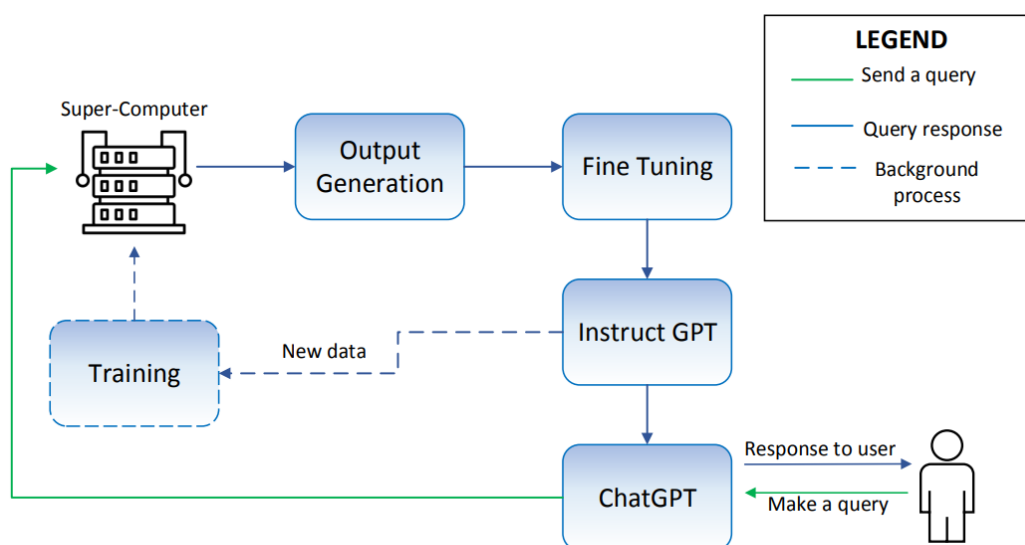 LEGEND
Send a query
Query response
Background
process
Super-Computer
Output
Generation
Fine Tuning
Instruct GPT
New data
Training
ChatGPT
Response to user
Make a query